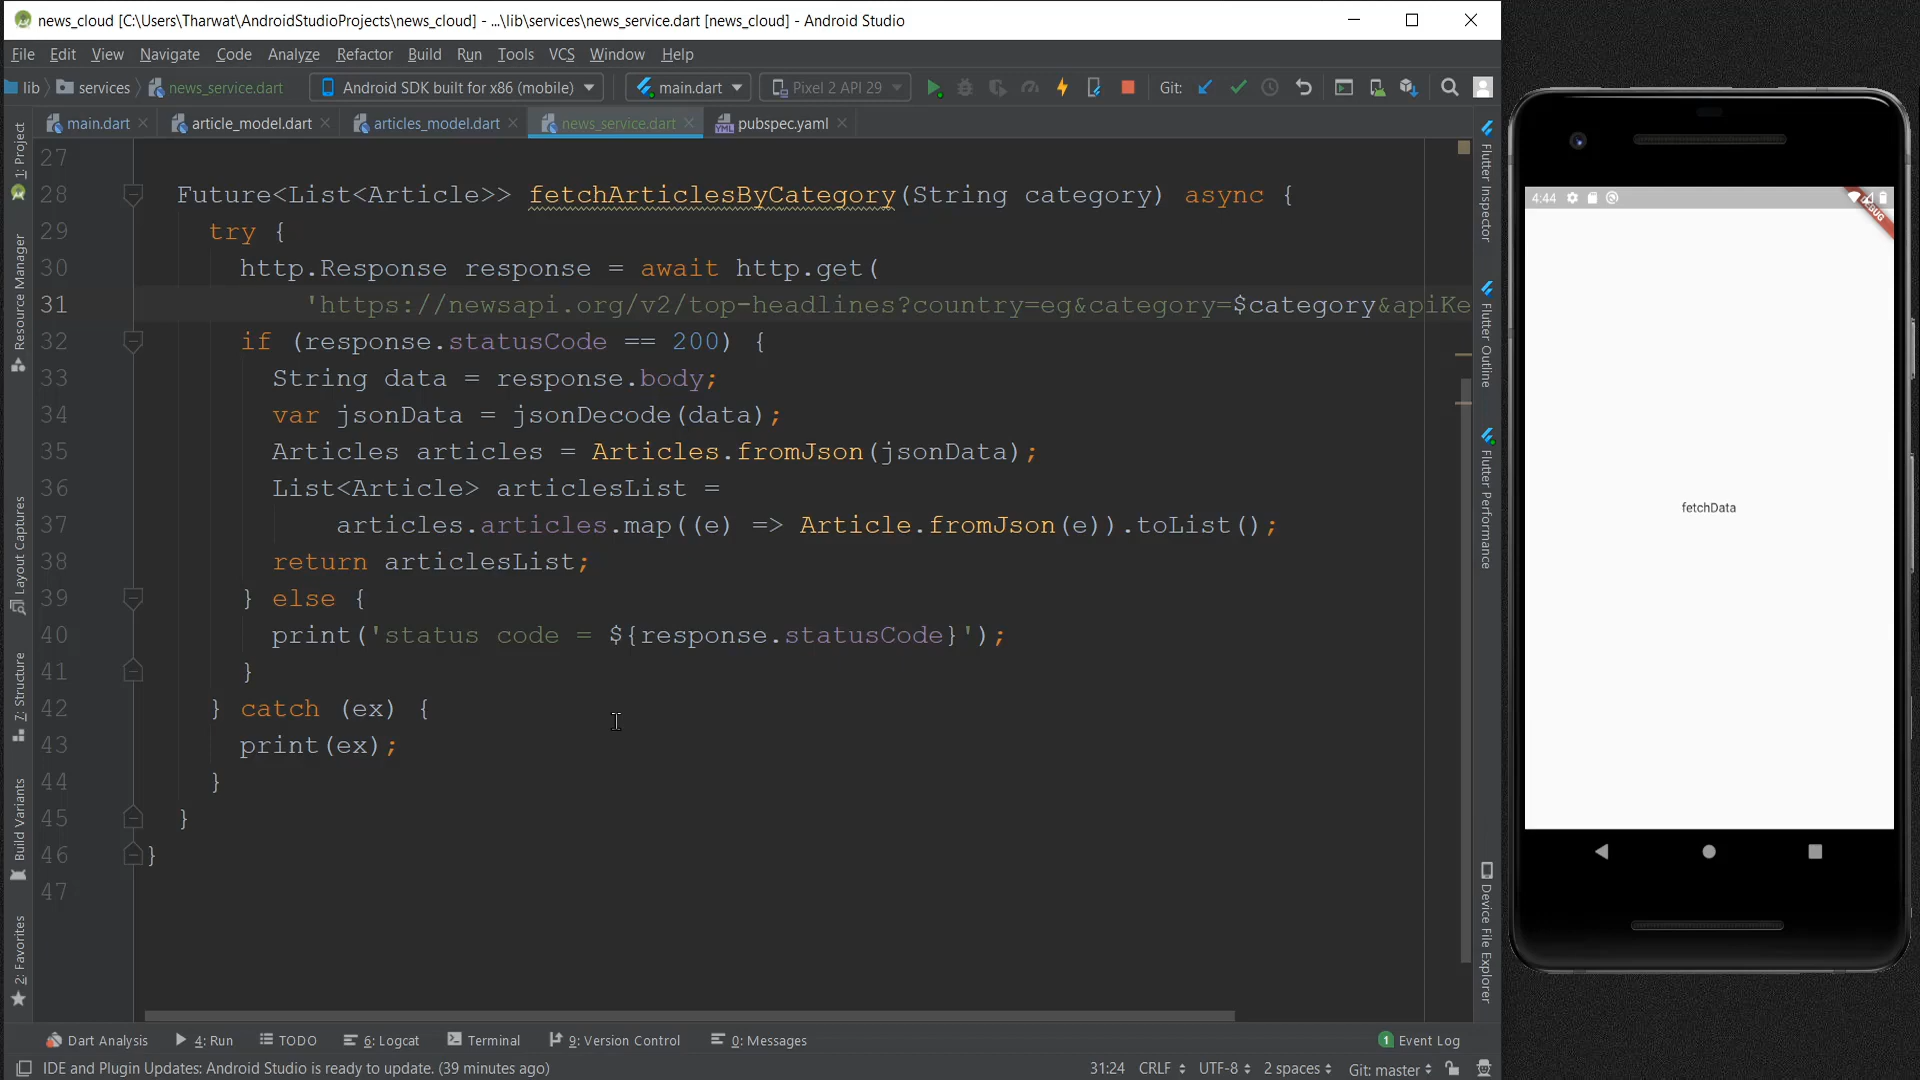 news_cloud [C:\Users\Tharwat\AndroidStudioProjects\news_cloud] - ...\lib\services\news_service.dart [news_cloud] - Android Studio
File Edit View Navigate Code Analyze Refactor Build Run Tools VCS Window Help
lib services news_service.dart Android SDK built for x86 (mobile) main.dart Pixel 2 API 29 Git:
main.dart article_model.dart articles_model.dart news_service.dart pubspec.yaml
27
28 Future<List<Article>> fetchArticlesByCategory(String category) async {
29 try {
30 http.Response response = await http.get(
31 'https://newsapi.org/v2/top-headlines?country=eg&category=$category&apiKe
32 if (response.statusCode == 200) {
33 String data = response.body;
34 var jsonData = jsonDecode(data);
35 Articles articles = Articles.fromJson(jsonData);
36 List<Article> articlesList =
37 articles.articles.map((e) => Article.fromJson(e)).toList();
38 return articlesList;
39 } else {
40 print('status code = ${response.statusCode}');
41 }
42 } catch (ex) {
43 print(ex);
44 }
45 }
46 }
47
1: Project
Resource Manager
Layout Captures
7: Structure
Build Variants
2: Favorites
Flutter Inspector
Flutter Outline
Flutter Performance
Device File Explorer
Dart Analysis 4: Run TODO 6: Logcat Terminal 9: Version Control 0: Messages 1 Event Log
IDE and Plugin Updates: Android Studio is ready to update. (39 minutes ago) 31:24 CRLF UTF-8 2 spaces Git: master
4:44
DEBUG
fetchData